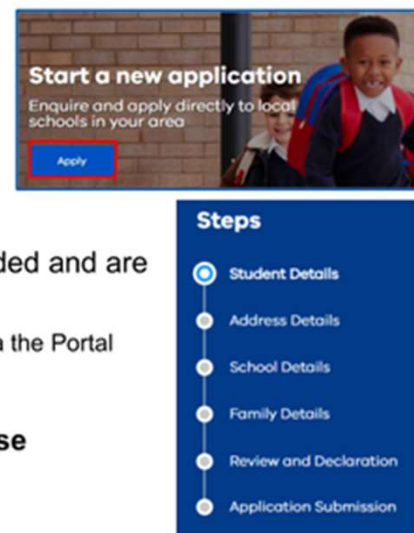 Start a new application
Enquire and apply directly to local
schools in your area
Apply
Steps
ded and are
Student Details
Address Details
a the Portal
School Details
Family Details
se
Review and Declaration
Application Submission